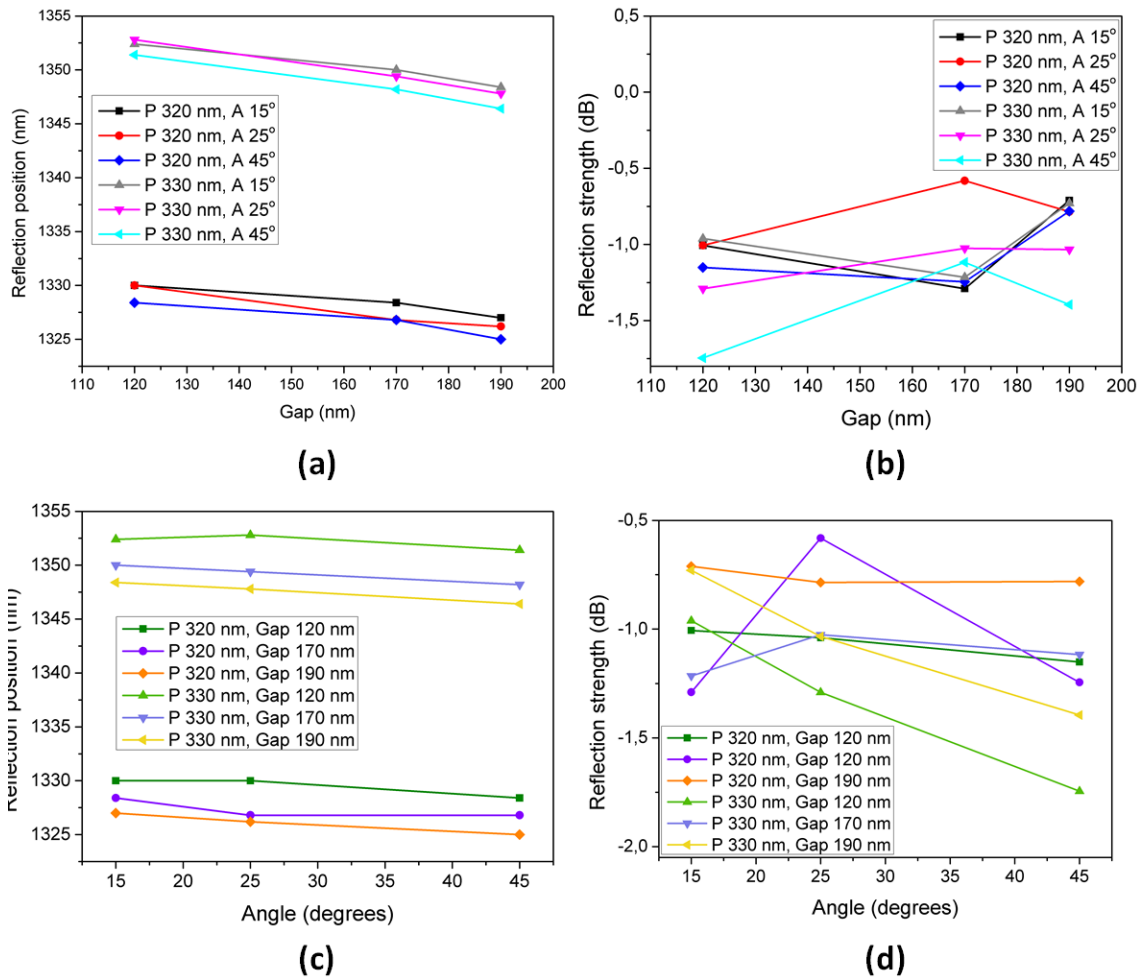 1355
1350
1345
1340
1335
1330
1325
Reflection position (nm)
P 320 nm, A 15°
P 320 nm, A 25°
P 320 nm, A 45°
P 330 nm, A 15°
P 330 nm, A 25°
P 330 nm, A 45°
110 120 130 140 150 160 170 180 190 200
Gap (nm)
(a)
0,5
0,0
-0,5
-1,0
-1,5
Reflection strength (dB)
P 320 nm, A 15°
P 320 nm, A 25°
P 320 nm, A 45°
P 330 nm, A 15°
P 330 nm, A 25°
P 330 nm, A 45°
110 120 130 140 150 160 170 180 190 200
Gap (nm)
(b)
1355
1350
1345
1340
1335
1330
1325
Reflection position (nm)
P 320 nm, Gap 120 nm
P 320 nm, Gap 170 nm
P 320 nm, Gap 190 nm
P 330 nm, Gap 120 nm
P 330 nm, Gap 170 nm
P 330 nm, Gap 190 nm
15 20 25 30 35 40 45
Angle (degrees)
(c)
-0,5
-1,0
-1,5
-2,0
Reflection strength (dB)
P 320 nm, Gap 120 nm
P 320 nm, Gap 120 nm
P 320 nm, Gap 190 nm
P 330 nm, Gap 120 nm
P 330 nm, Gap 170 nm
P 330 nm, Gap 190 nm
15 20 25 30 35 40 45
Angle (degrees)
(d)